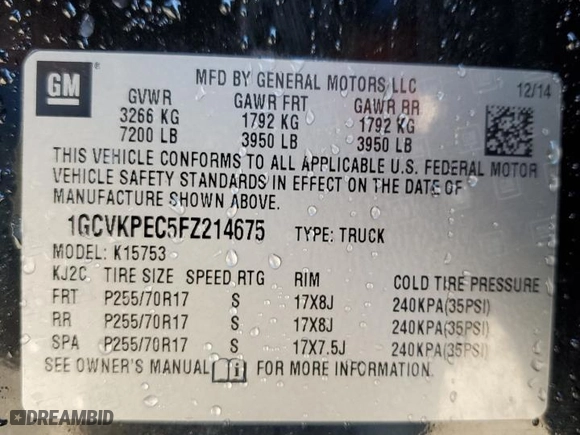 GM
MFD BY GENERAL MOTORS LLC
12/14
GVWR GAWR FRT GAWR RR
3266 KG 1792 KG 1792 KG
7200 LB 3950 LB 3950 LB
THIS VEHICLE CONFORMS TO ALL APPLICABLE U.S. FEDERAL MOTOR
VEHICLE SAFETY STANDARDS IN EFFECT ON THE DATE OF
MANUFACTURE SHOWN ABOVE.
1GCVKPEC5FZ214675 TYPE: TRUCK
MODEL: K15753
KJ2C TIRE SIZE SPEED RTG RIM COLD TIRE PRESSURE
FRT P255/70R17 S 17X8J 240KPA(35PSI)
RR P255/70R17 S 17X8J 240KPA(35PSI)
SPA P255/70R17 S 17X7.5J 240KPA(35PSI)
SEE OWNER'S MANUAL FOR MORE INFORMATION.
DREAMBID